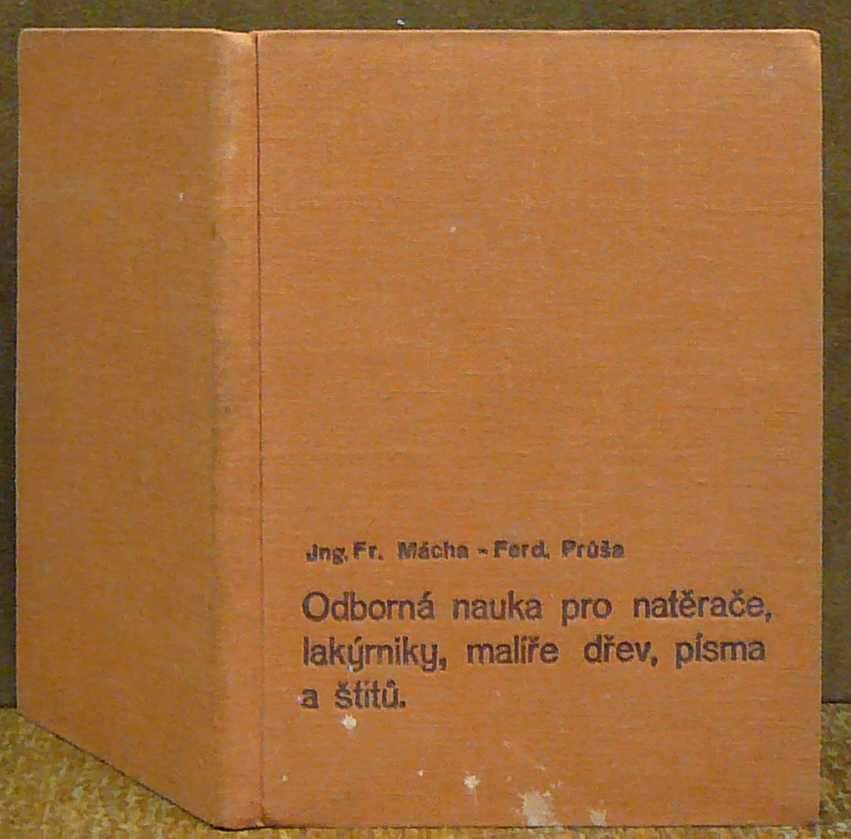 Jng. Fr. Mácha - Ferd. Průša
Odborná nauka pro natěrače,
lakýrniky, malíře dřev, písma
a štítů.